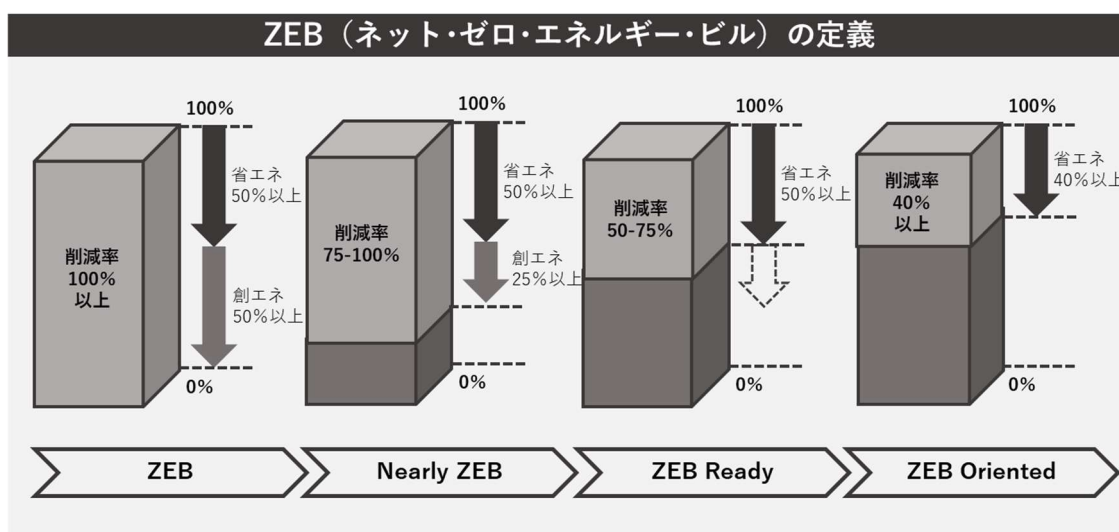 ZEB（ネット･ゼロ･エネルギー･ビル）の定義
100%
省エネ
50%以上
削減率
100%
以上
創エネ
50%以上
0%
100%
省エネ
50%以上
削減率
75-100%
創エネ
25%以上
0%
100%
省エネ
50%以上
削減率
50-75%
0%
100%
省エネ
40%以上
削減率
40%
以上
0%
ZEB
Nearly ZEB
ZEB Ready
ZEB Oriented